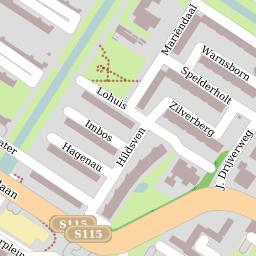 Mariëndaal
Warnsborn
Spelderholt
Lohuis
Zilverberg
Imbos
Hildsven
J. Drijverweg
Hagenau
S115
S115